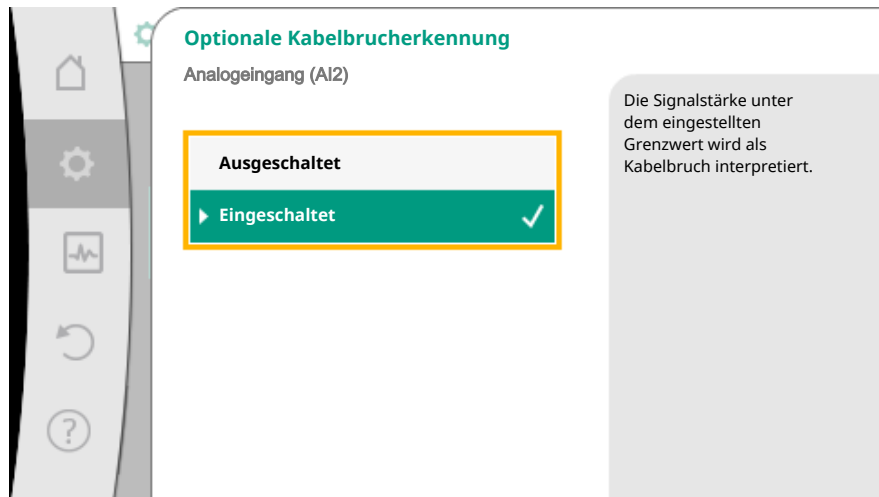 Optionale Kabelbrucherkennung
Analogeingang (AI2)
Ausgeschaltet
Eingeschaltet
Die Signalstärke unter
dem eingestellten
Grenzwert wird als
Kabelbruch interpretiert.
?